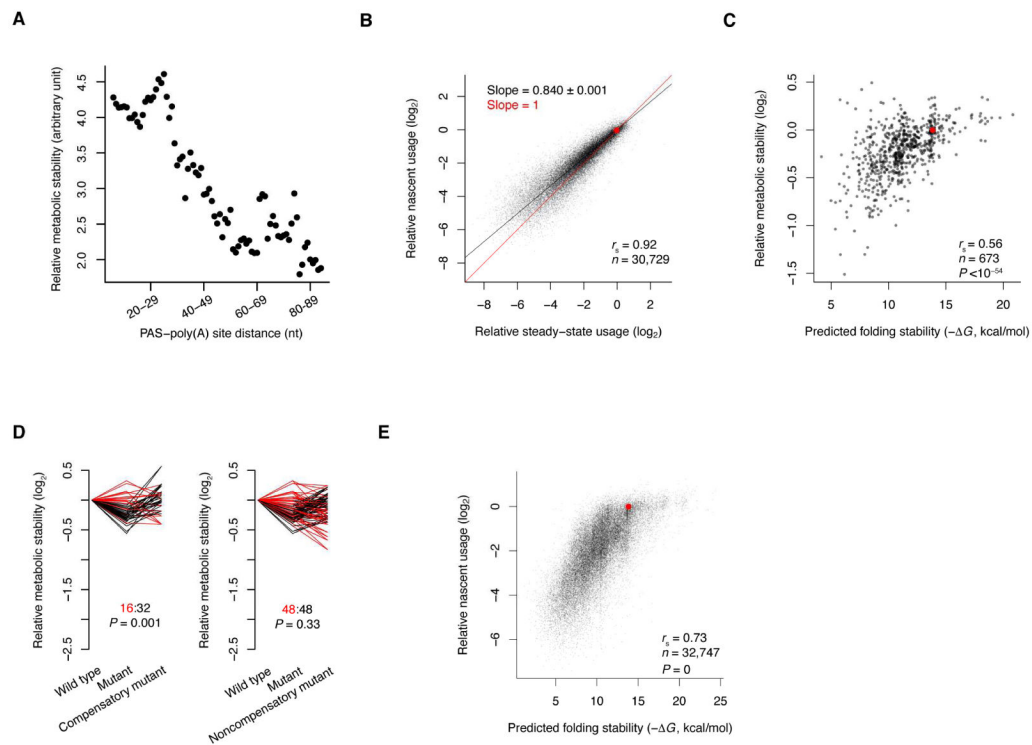 A
Relative metabolic stability (arbitrary unit)
4.5
4.0
3.5
3.0
2.5
2.0
20–29
40–49
60–69
80–89
PAS–poly(A) site distance (nt)
B
Relative nascent usage (log2)
2
0
−2
−4
−6
−8
Slope = 0.840 ± 0.001
Slope = 1
rs = 0.92
n = 30,729
−8
−6
−4
−2
0
2
Relative steady−state usage (log2)
C
Relative metabolic stability (log2)
0.5
0.0
−0.5
−1.0
−1.5
rs = 0.56
n = 673
P <10−54
5
10
15
20
Predicted folding stability (−ΔG, kcal/mol)
D
Relative metabolic stability (log2)
0.5
−0.5
−1.5
−2.5
16:32
P = 0.001
Wild type
Mutant
Compensatory mutant
Relative metabolic stability (log2)
0.5
−0.5
−1.5
−2.5
48:48
P = 0.33
Wild type
Mutant
Noncompensatory mutant
E
Relative nascent usage (log2)
0
−2
−4
−6
rs = 0.73
n = 32,747
P = 0
0
5
10
15
20
25
Predicted folding stability (−ΔG, kcal/mol)